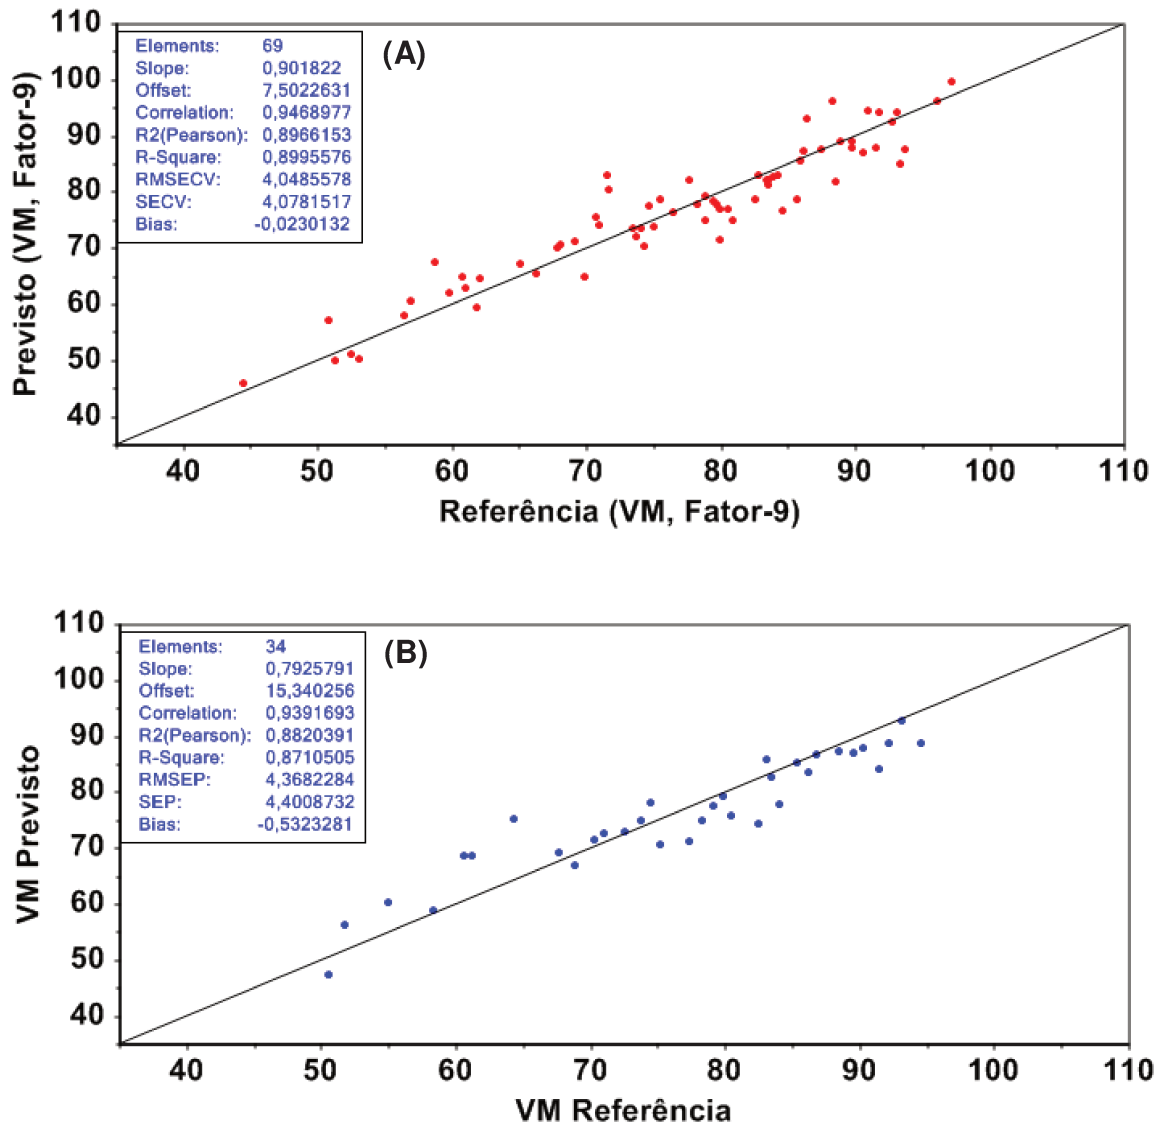 (A)
Elements: 69
Slope: 0,901822
Offset: 7,5022631
Correlation: 0,9468977
R2(Pearson): 0,8966153
R-Square: 0,8995576
RMSECV: 4,0485578
SECV: 4,0781517
Bias: -0,0230132
Previsto (VM, Fator-9)
110
100
90
80
70
60
50
40
40 50 60 70 80 90 100 110
Referência (VM, Fator-9)
(B)
Elements: 34
Slope: 0,7925791
Offset: 15,340256
Correlation: 0,9391693
R2(Pearson): 0,8820391
R-Square: 0,8710505
RMSEP: 4,3682284
SEP: 4,4008732
Bias: -0,5323281
VM Previsto
110
100
90
80
70
60
50
40
40 50 60 70 80 90 100 110
VM Referência